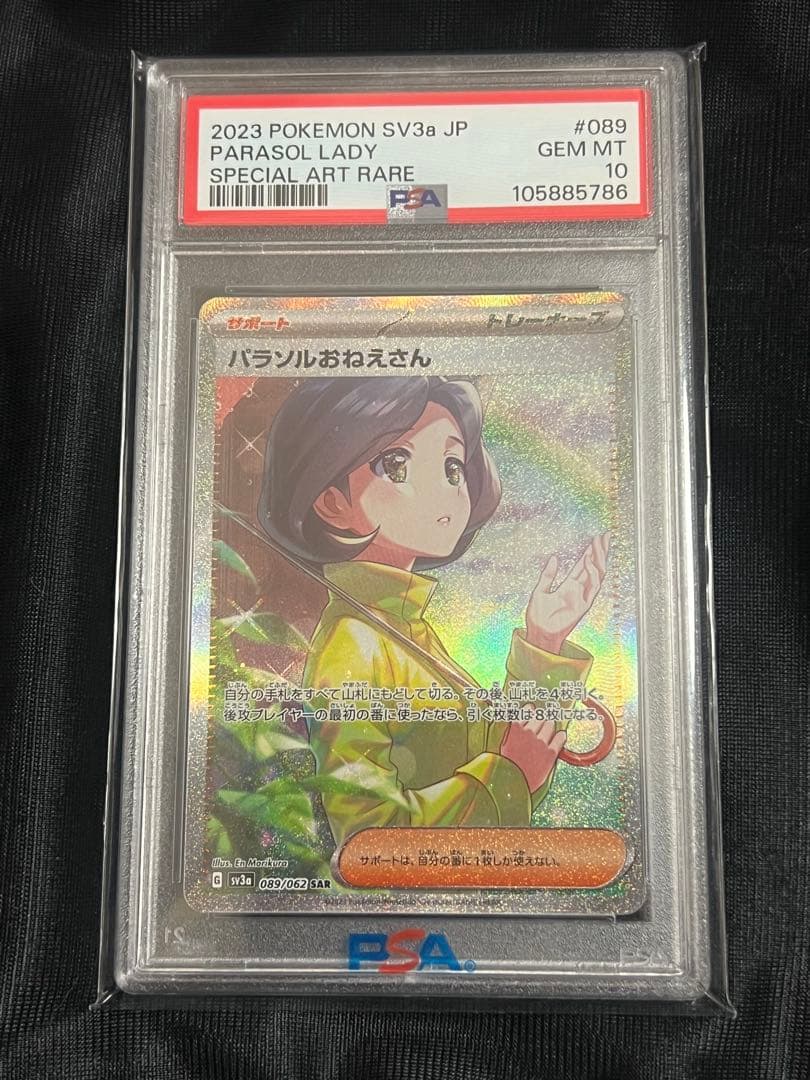 2023 POKEMON SV3a JP #089
PARASOL LADY GEM MT
SPECIAL ART RARE 10
PSA 105885786
サポート トレーナーズ
パラソルおねえさん
自分の手札をすべて山札にもどして切る。その後、山札を4枚引く。
後攻プレイヤーの最初の番に使ったなら、引く枚数は8枚になる。
サポートは、自分の番に1枚しか使えない。
Illus. En Morikura
G sv3a 089/062 SAR
PSA